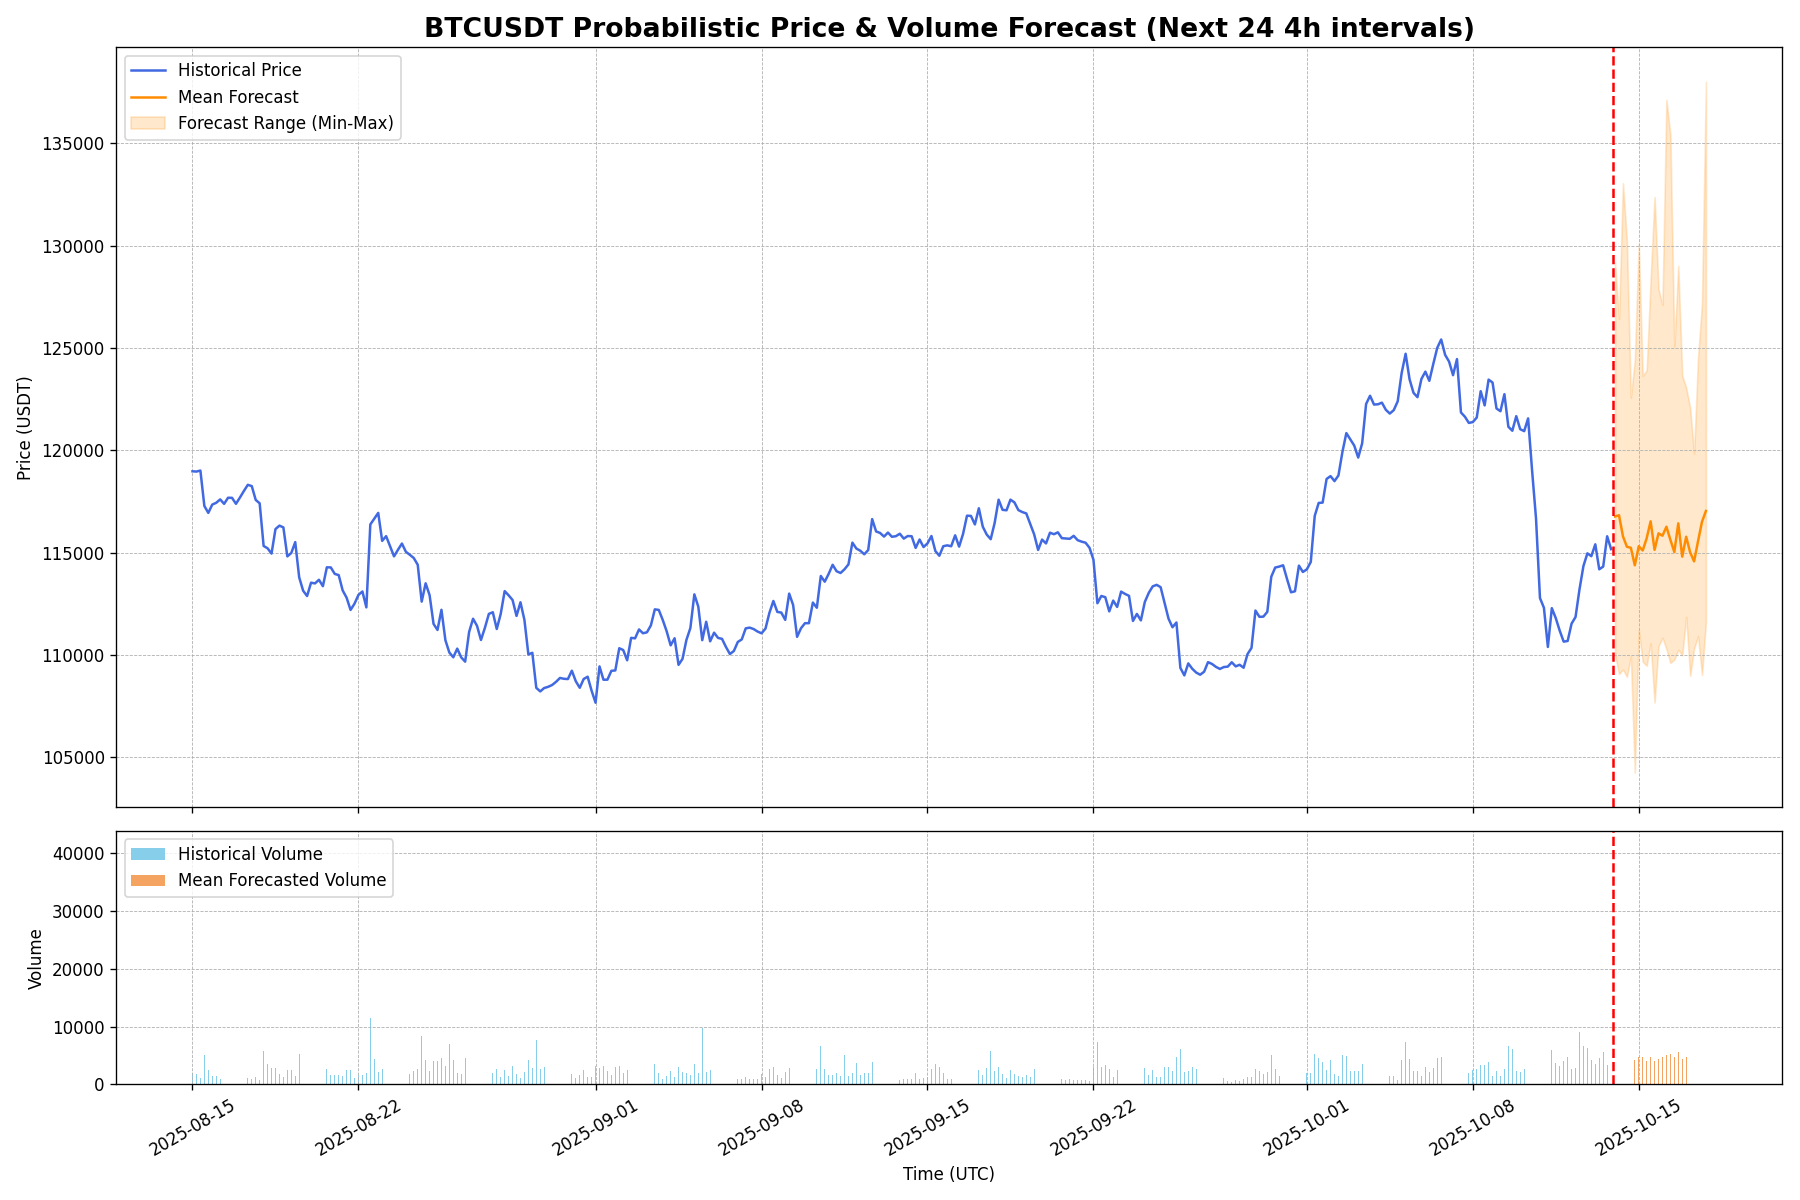 BTCUSDT Probabilistic Price & Volume Forecast (Next 24 4h intervals)
Historical Price
Mean Forecast
Forecast Range (Min-Max)
Price (USDT)
135000
130000
125000
120000
115000
110000
105000
Historical Volume
Mean Forecasted Volume
Volume
40000
30000
20000
10000
0
2025-08-15
2025-08-22
2025-09-01
2025-09-08
2025-09-15
2025-09-22
2025-10-01
2025-10-08
2025-10-15
Time (UTC)